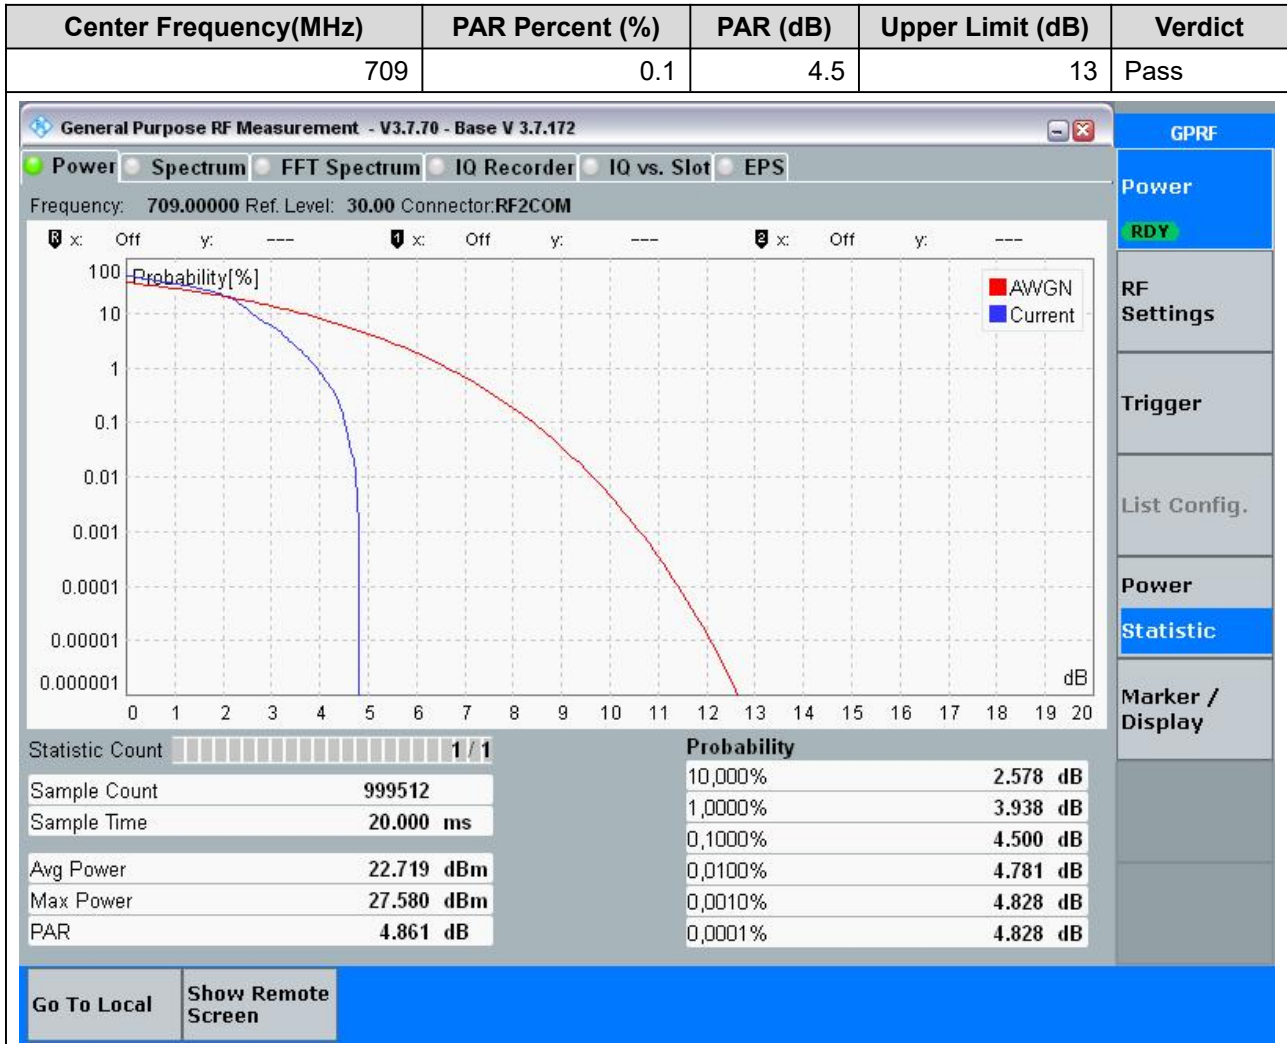 Center Frequency(MHz) PAR Percent (%) PAR (dB) Upper Limit (dB) Verdict
709 0.1 4.5 13 Pass
General Purpose RF Measurement - V3.7.70 - Base V 3.7.172
GPRF
Power Spectrum FFT Spectrum IQ Recorder IQ vs. Slot EPS
Frequency: 709.00000 Ref. Level: 30.00 Connector:RF2COM
R x: Off y: --- 1 x: Off y: --- 2 x: Off y: ---
Probability[%]
AWGN
Current
100
10
1
0.1
0.01
0.001
0.0001
0.00001
0.000001
dB
0 1 2 3 4 5 6 7 8 9 10 11 12 13 14 15 16 17 18 19 20
Statistic Count 1 / 1
Sample Count 999512
Sample Time 20.000 ms
Avg Power 22.719 dBm
Max Power 27.580 dBm
PAR 4.861 dB
Probability
10,000% 2.578 dB
1,0000% 3.938 dB
0,1000% 4.500 dB
0,0100% 4.781 dB
0,0010% 4.828 dB
0,0001% 4.828 dB
Power
RDY
RF
Settings
Trigger
List Config.
Power
Statistic
Marker /
Display
Go To Local
Show Remote
Screen